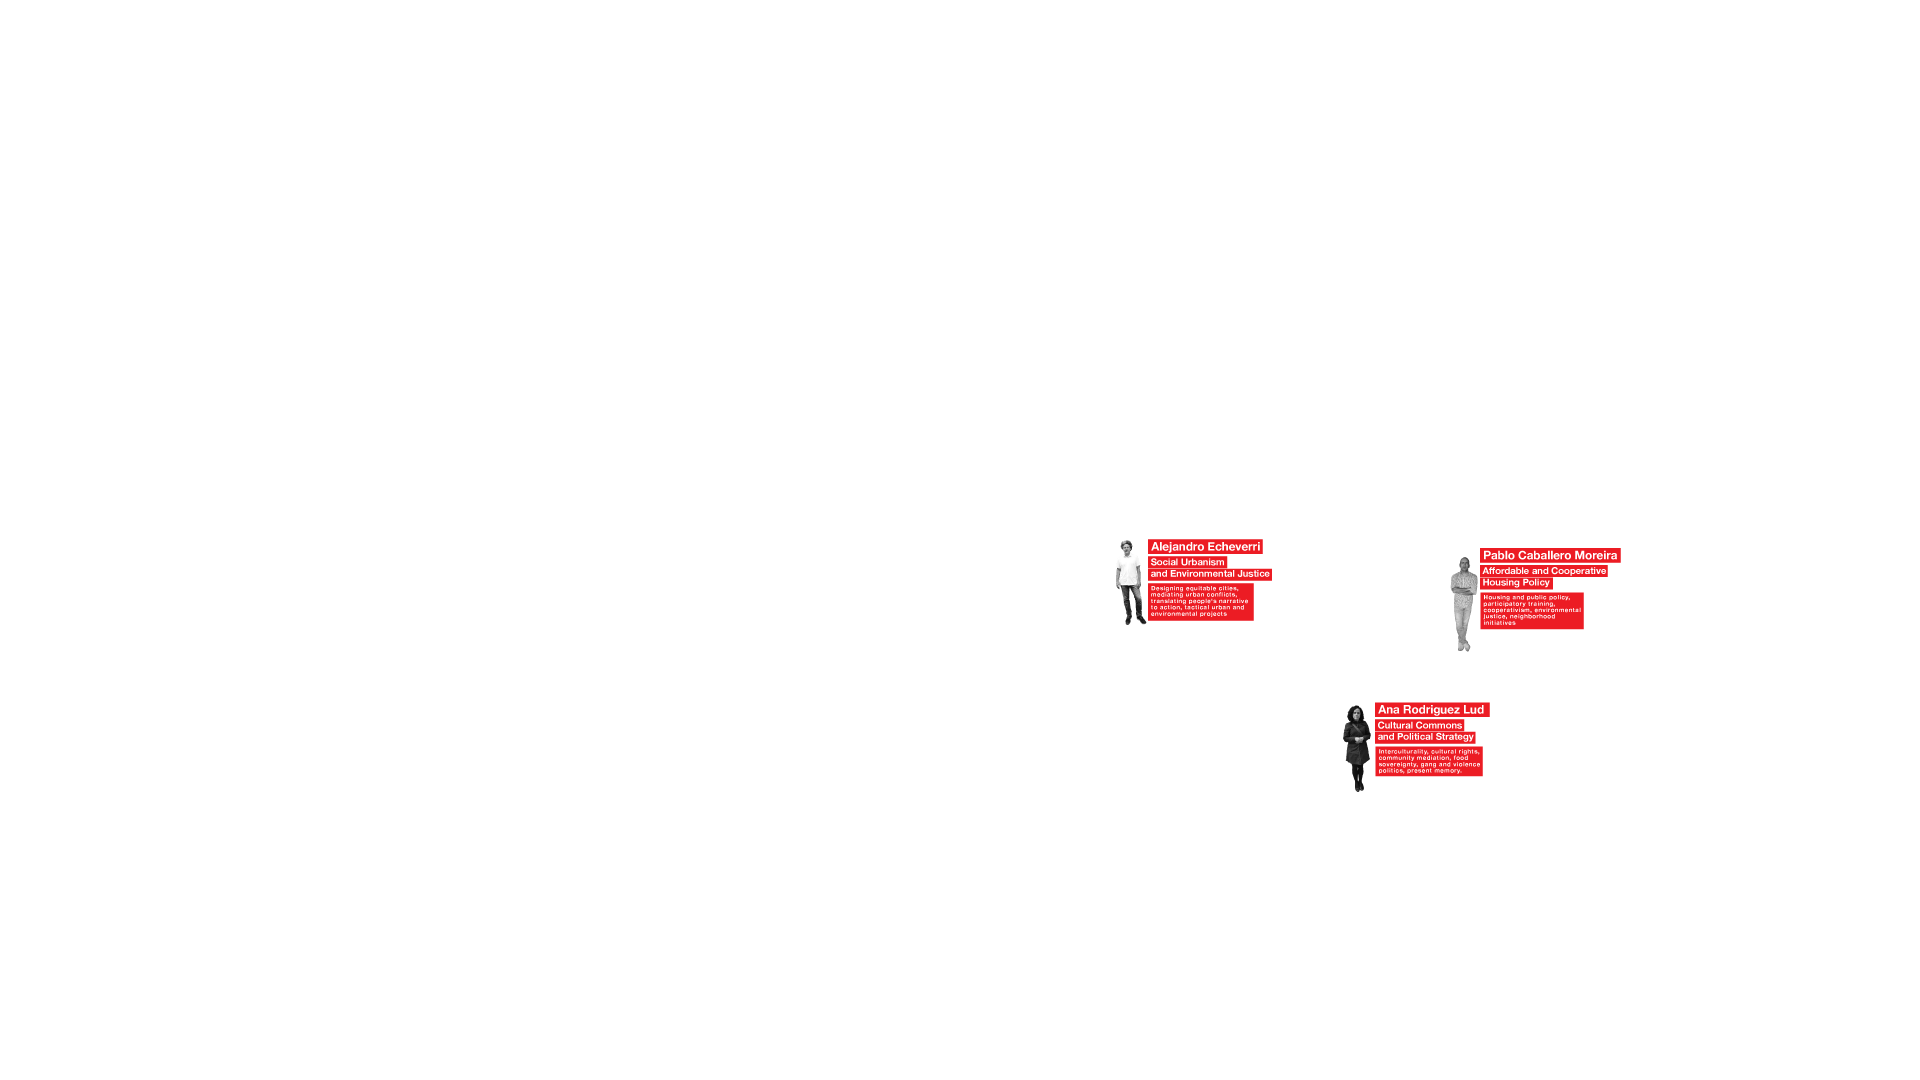 Alejandro Echeverri
Social Urbanism
and Environmental Justice
Designing equitable cities,
mediating urban conflicts,
translating people's narrative
to action, tactical urban and
environmental projects
Pablo Caballero Moreira
Affordable and Cooperative
Housing Policy
Housing and public policy,
participatory training,
cooperativism, environmental
justice, neighborhood
initiatives
Ana Rodriguez Lud
Cultural Commons
and Political Strategy
Interculturality, cultural rights,
community mediation, food
sovereignty, gang and violence
politics, present memory.